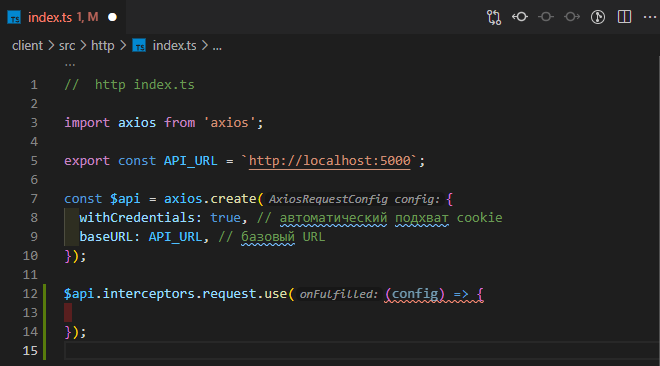 TS index.ts 1, M
client > src > http > TS index.ts > ...
...
1 // http index.ts
2
3 import axios from 'axios';
4
5 export const API_URL = `http://localhost:5000`;
6
7 const $api = axios.create( AxiosRequestConfig config: {
8 withCredentials: true, // автоматический подхват cookie
9 baseURL: API_URL, // базовый URL
10 });
11
12 $api.interceptors.request.use( onFulfilled: (config) => {
13
14 });
15